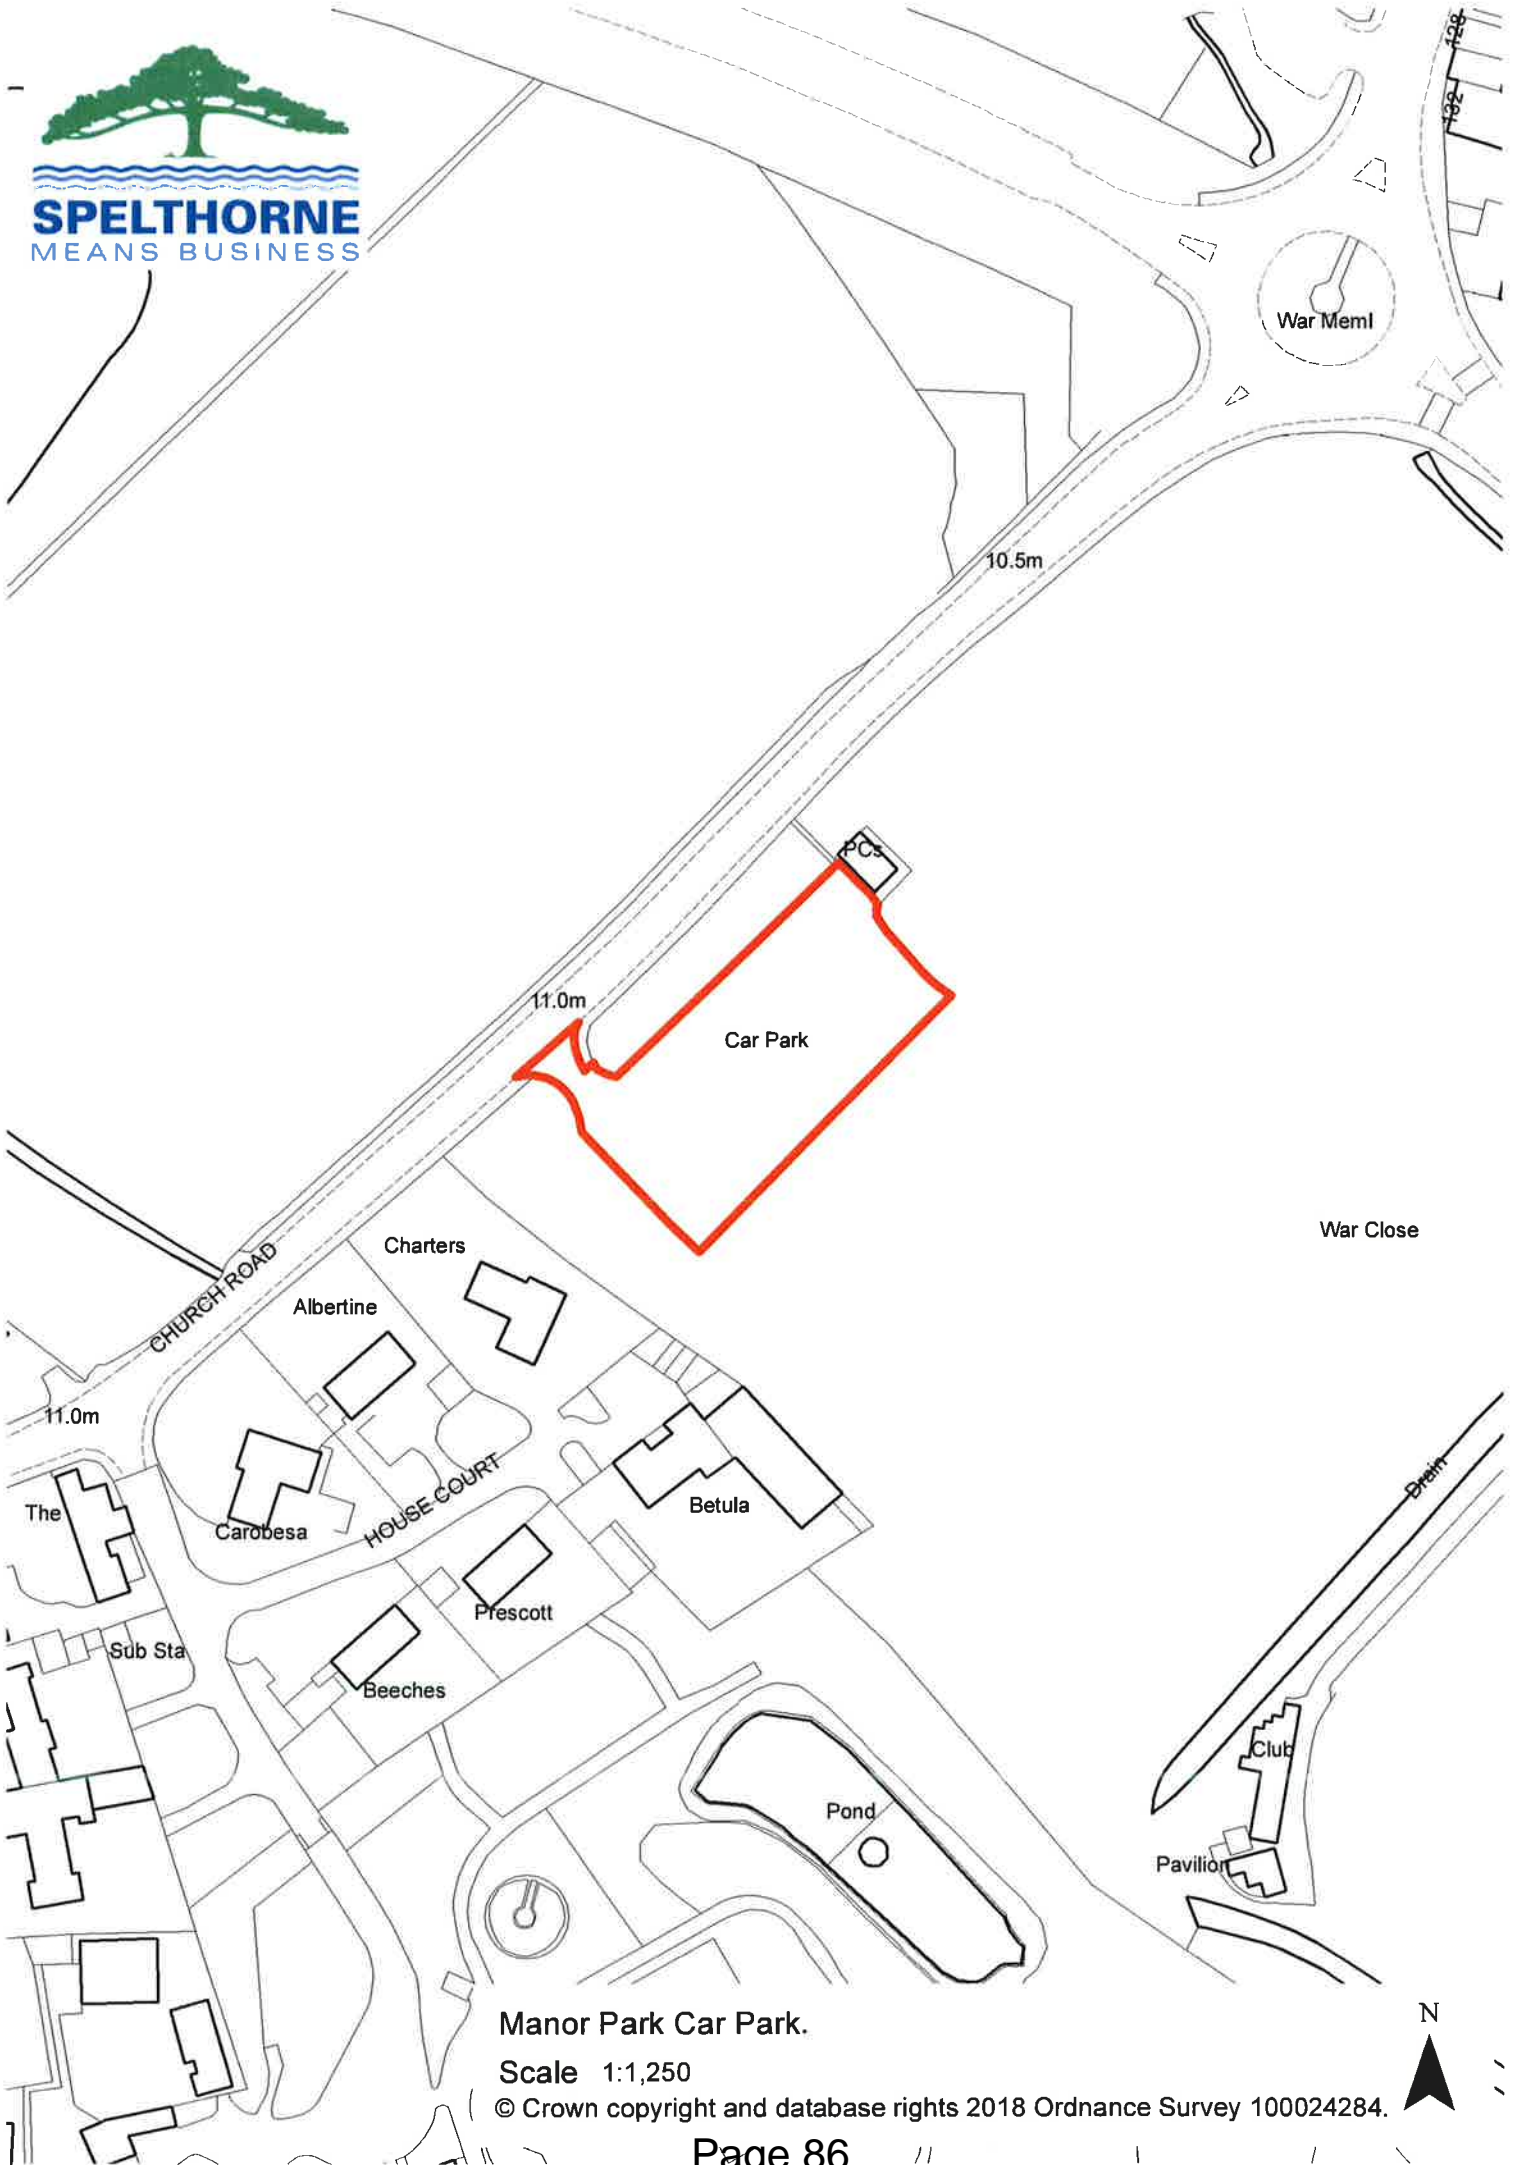 SPELTHORNE
MEANS BUSINESS
128
132
War Meml
10.5m
PCs
11.0m
Car Park
War Close
CHURCH ROAD
Charters
Albertine
11.0m
The
Carobesa
HOUSE COURT
Betula
Drain
Prescott
Sub Sta
Beeches
Club
Pond
Pavilion
Manor Park Car Park.
Scale 1:1,250
© Crown copyright and database rights 2018 Ordnance Survey 100024284.
N
Page 86